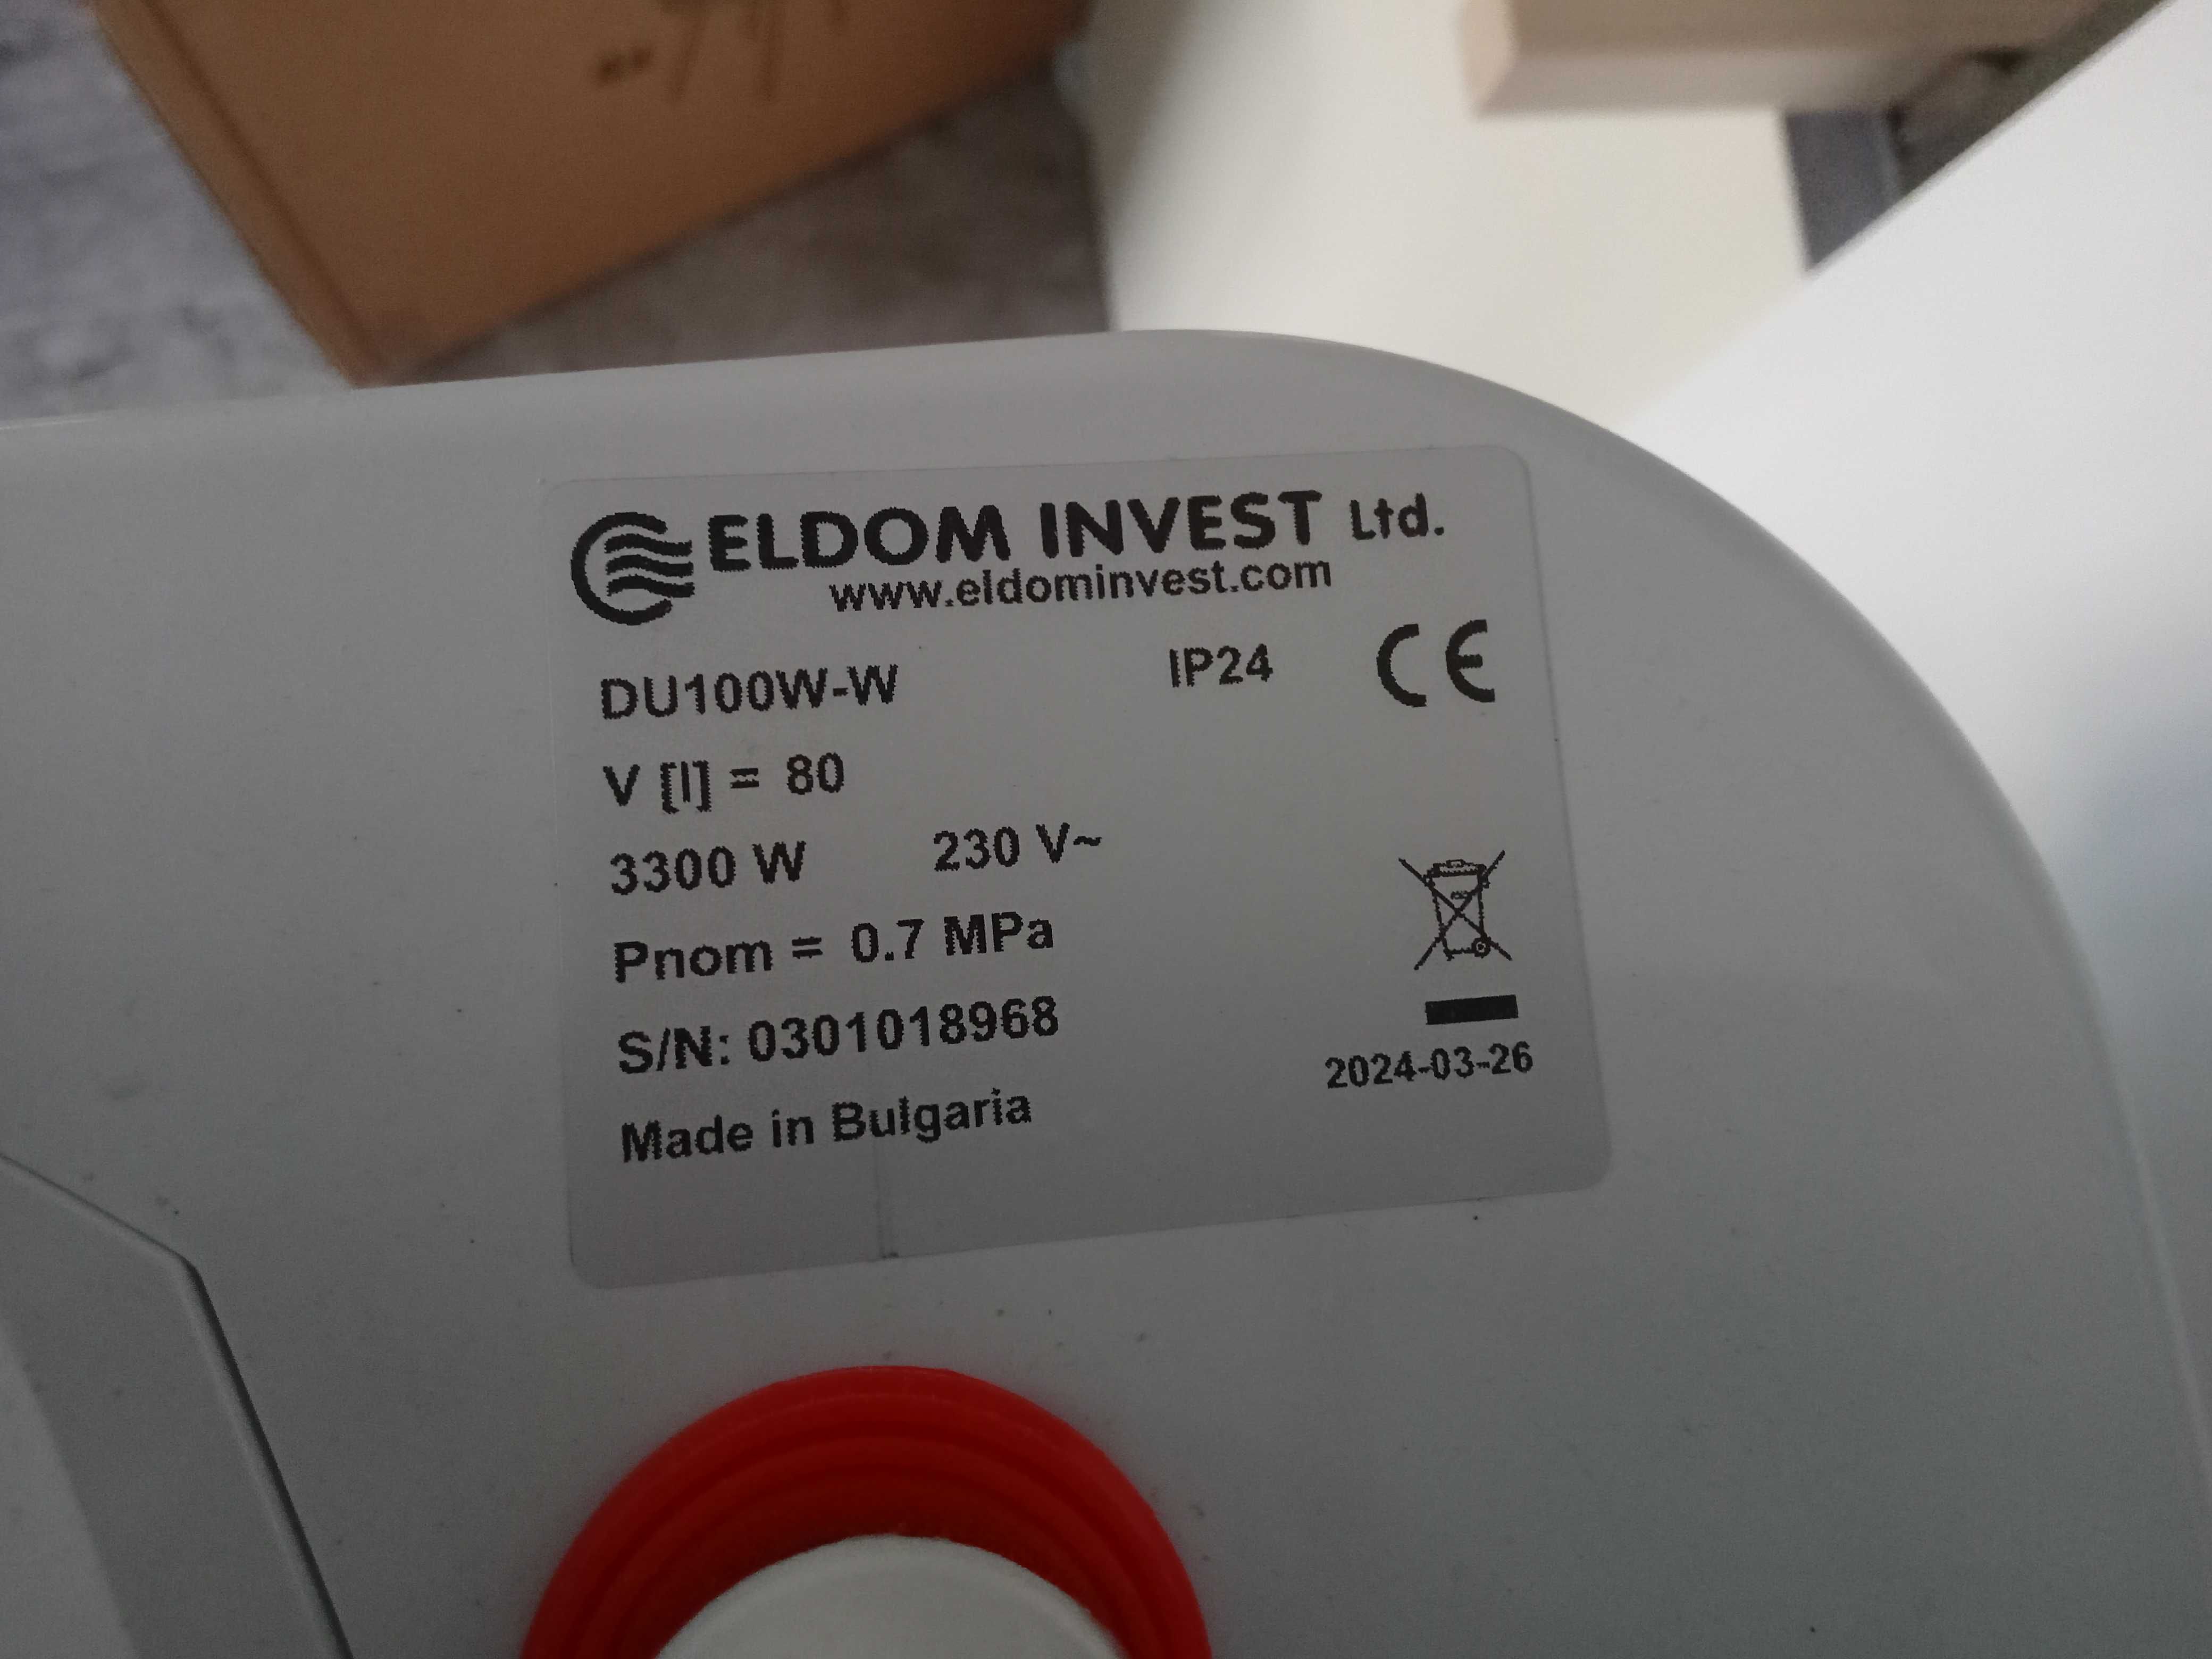 ELDOM INVEST Ltd.
www.eldominvest.com
DU100W-W IP24 CE
V [l] = 80
3300 W 230 V~
Pnom = 0.7 MPa
S/N: 0301018968
2024-03-26
Made in Bulgaria